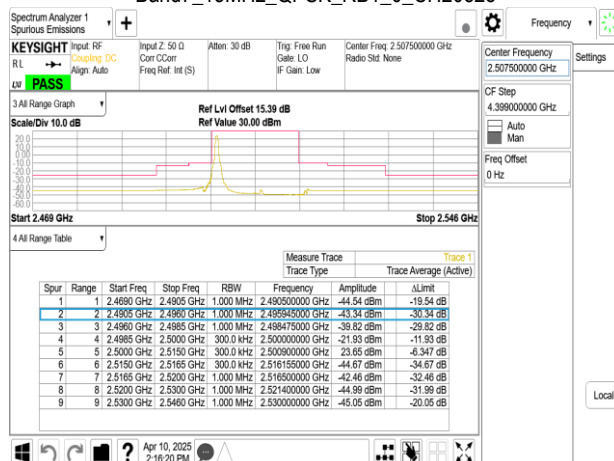 Spectrum Analyzer 1
Spurious Emissions
Frequency
KEYSIGHT
Input: RF
Coupling: DC
Align: Auto
Input Z: 50 Ω
Corr CCorr
Freq Ref: Int (S)
Atten: 30 dB
Trig: Free Run
Gate: LO
IF Gain: Low
Center Freq: 2.507500000 GHz
Radio Std: None
RL
LXI PASS
Center Frequency
2.507500000 GHz
Settings
CF Step
4.399000000 GHz
Auto
Man
Freq Offset
0 Hz
3 All Range Graph
Scale/Div 10.0 dB
Ref Lvl Offset 15.39 dB
Ref Value 30.00 dBm
20.0
10.0
0.00
-10.0
-20.0
-30.0
-40.0
-50.0
-60.0
Start 2.469 GHz
Stop 2.546 GHz
4 All Range Table
Measure Trace Trace 1
Trace Type Trace Average (Active)
Spur Range Start Freq Stop Freq RBW Frequency Amplitude ΔLimit
1 1 2.4690 GHz 2.4905 GHz 1.000 MHz 2.490500000 GHz -44.54 dBm -19.54 dB
2 2 2.4905 GHz 2.4960 GHz 1.000 MHz 2.495945000 GHz -43.34 dBm -30.34 dB
3 3 2.4960 GHz 2.4985 GHz 1.000 MHz 2.498475000 GHz -39.82 dBm -29.82 dB
4 4 2.4985 GHz 2.5000 GHz 300.0 kHz 2.500000000 GHz -21.93 dBm -11.93 dB
5 5 2.5000 GHz 2.5150 GHz 300.0 kHz 2.500900000 GHz 23.65 dBm -6.347 dB
6 6 2.5150 GHz 2.5165 GHz 300.0 kHz 2.516155000 GHz -44.67 dBm -34.67 dB
7 7 2.5165 GHz 2.5200 GHz 1.000 MHz 2.516500000 GHz -42.46 dBm -32.46 dB
8 8 2.5200 GHz 2.5300 GHz 1.000 MHz 2.521400000 GHz -44.99 dBm -31.99 dB
9 9 2.5300 GHz 2.5460 GHz 1.000 MHz 2.530000000 GHz -45.05 dBm -20.05 dB
Local
Apr 10, 2025
2:16:20 PM